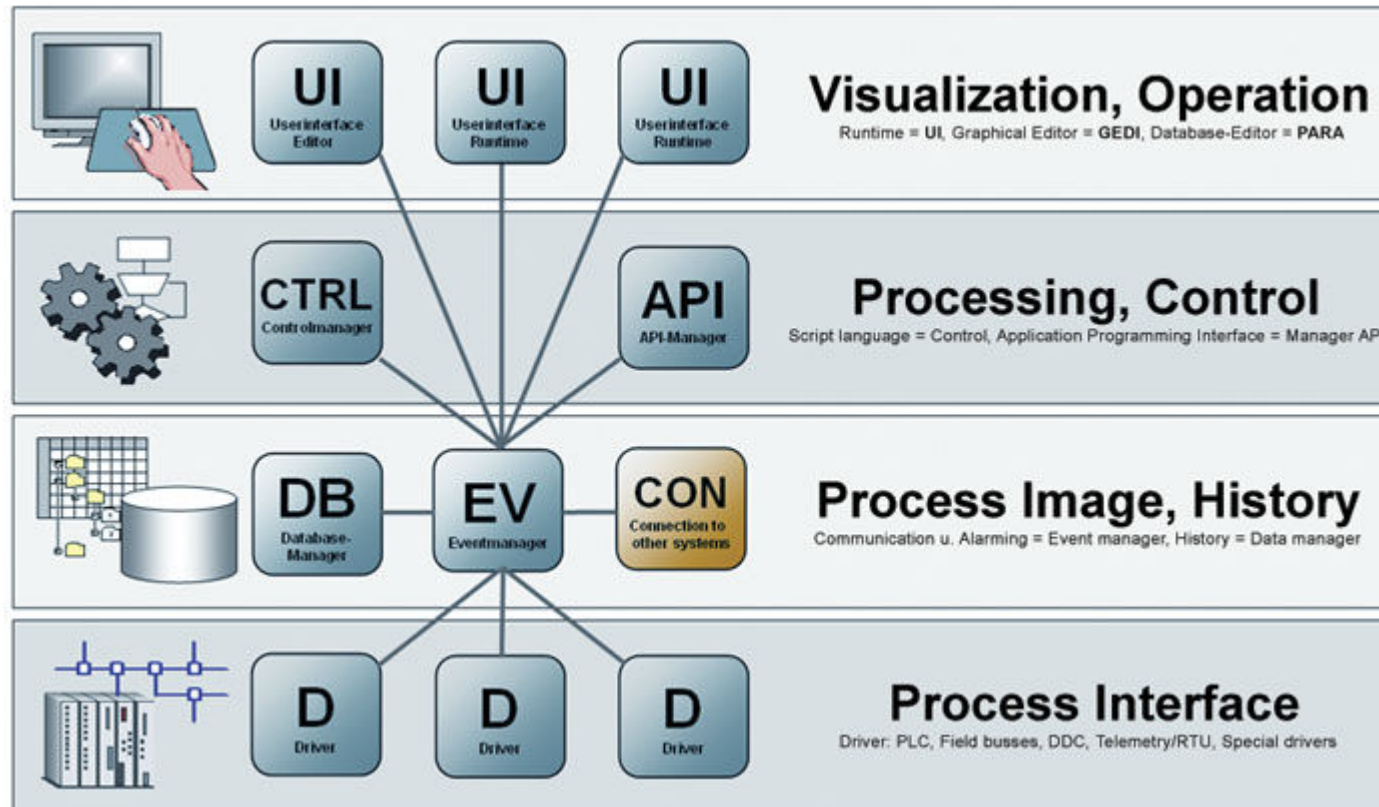 UI
Userinterface
Editor
UI
Userinterface
Runtime
UI
Userinterface
Runtime
Visualization, Operation
Runtime = UI, Graphical Editor = GEDI, Database-Editor = PARA
CTRL
Controlmanager
API
API-Manager
Processing, Control
Script language = Control, Application Programming Interface = Manager AP
DB
Database-
Manager
EV
Eventmanager
CON
Connection to
other systems
Process Image, History
Communication u. Alarming = Event manager, History = Data manager
D
Driver
D
Driver
D
Driver
Process Interface
Driver: PLC, Field busses, DDC, Telemetry/RTU, Special drivers